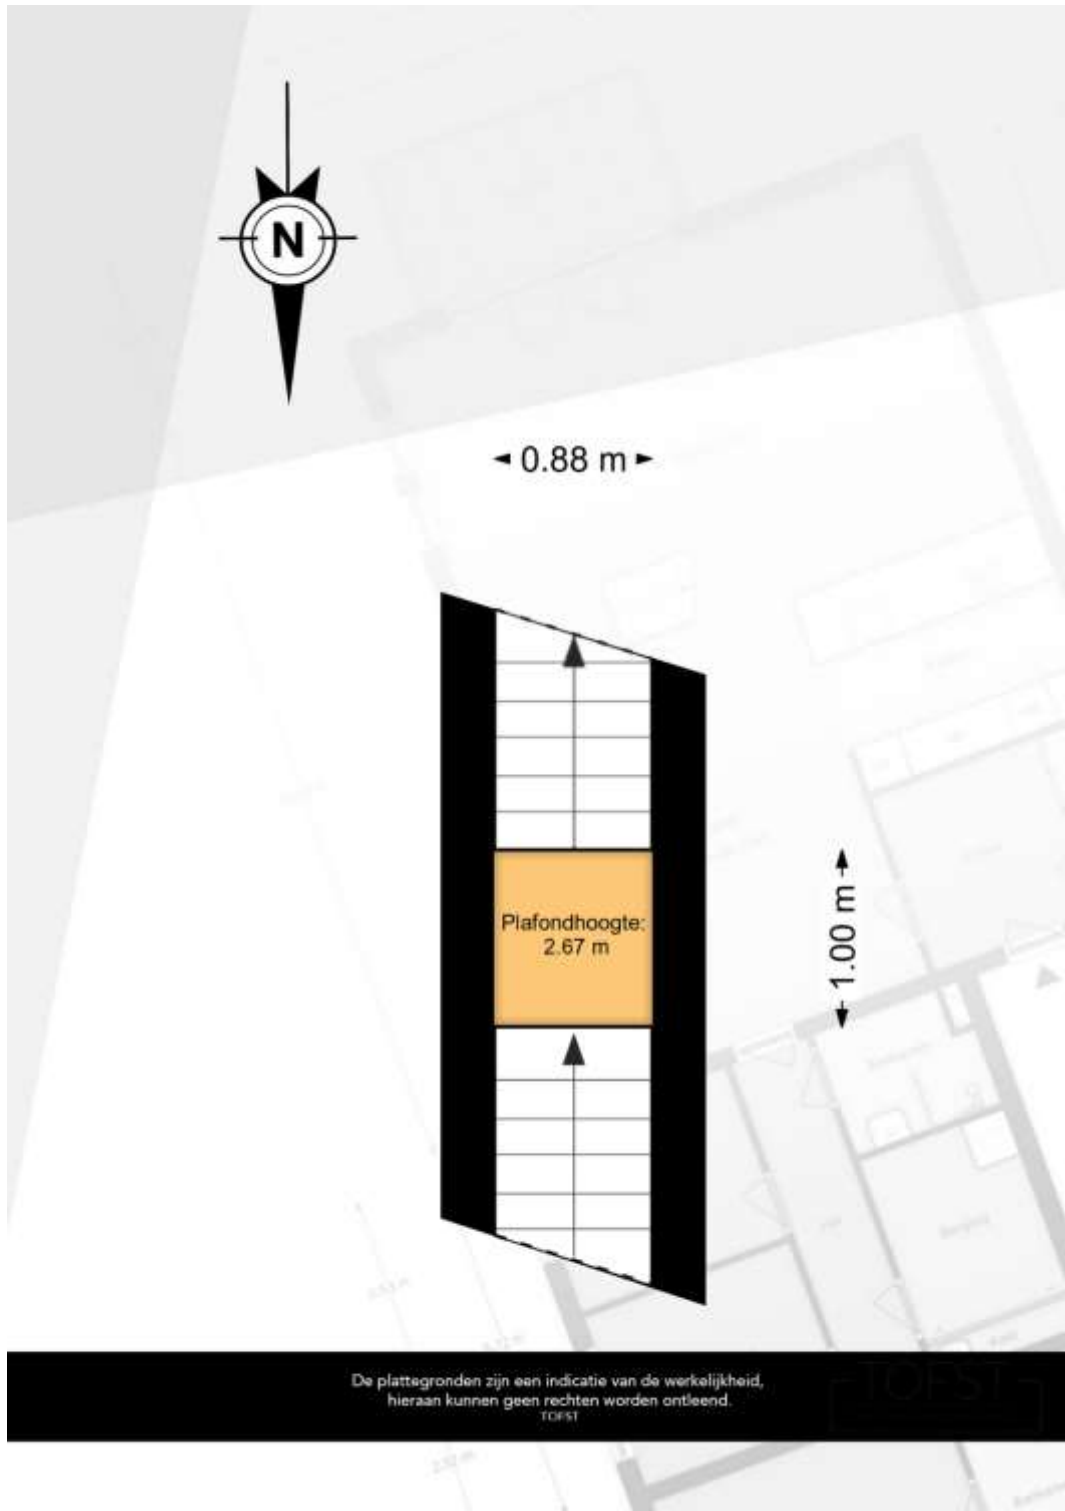 N
0.88 m
Plafondhoogte:
2.67 m
1.00 m
De plattegronden zijn een indicatie van de werkelijkheid,
hieraan kunnen geen rechten worden ontleend.
TOFST
TOFST